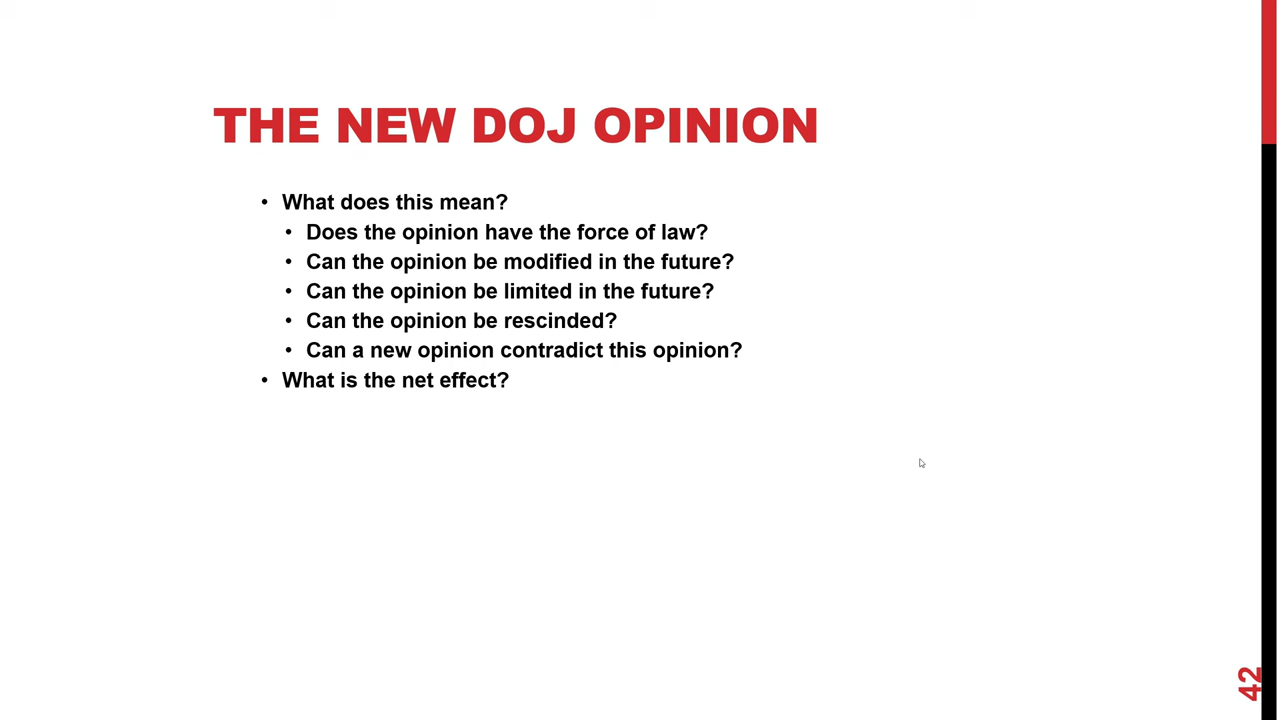 THE NEW DOJ OPINION
• What does this mean?
• Does the opinion have the force of law?
• Can the opinion be modified in the future?
• Can the opinion be limited in the future?
• Can the opinion be rescinded?
• Can a new opinion contradict this opinion?
• What is the net effect?
42